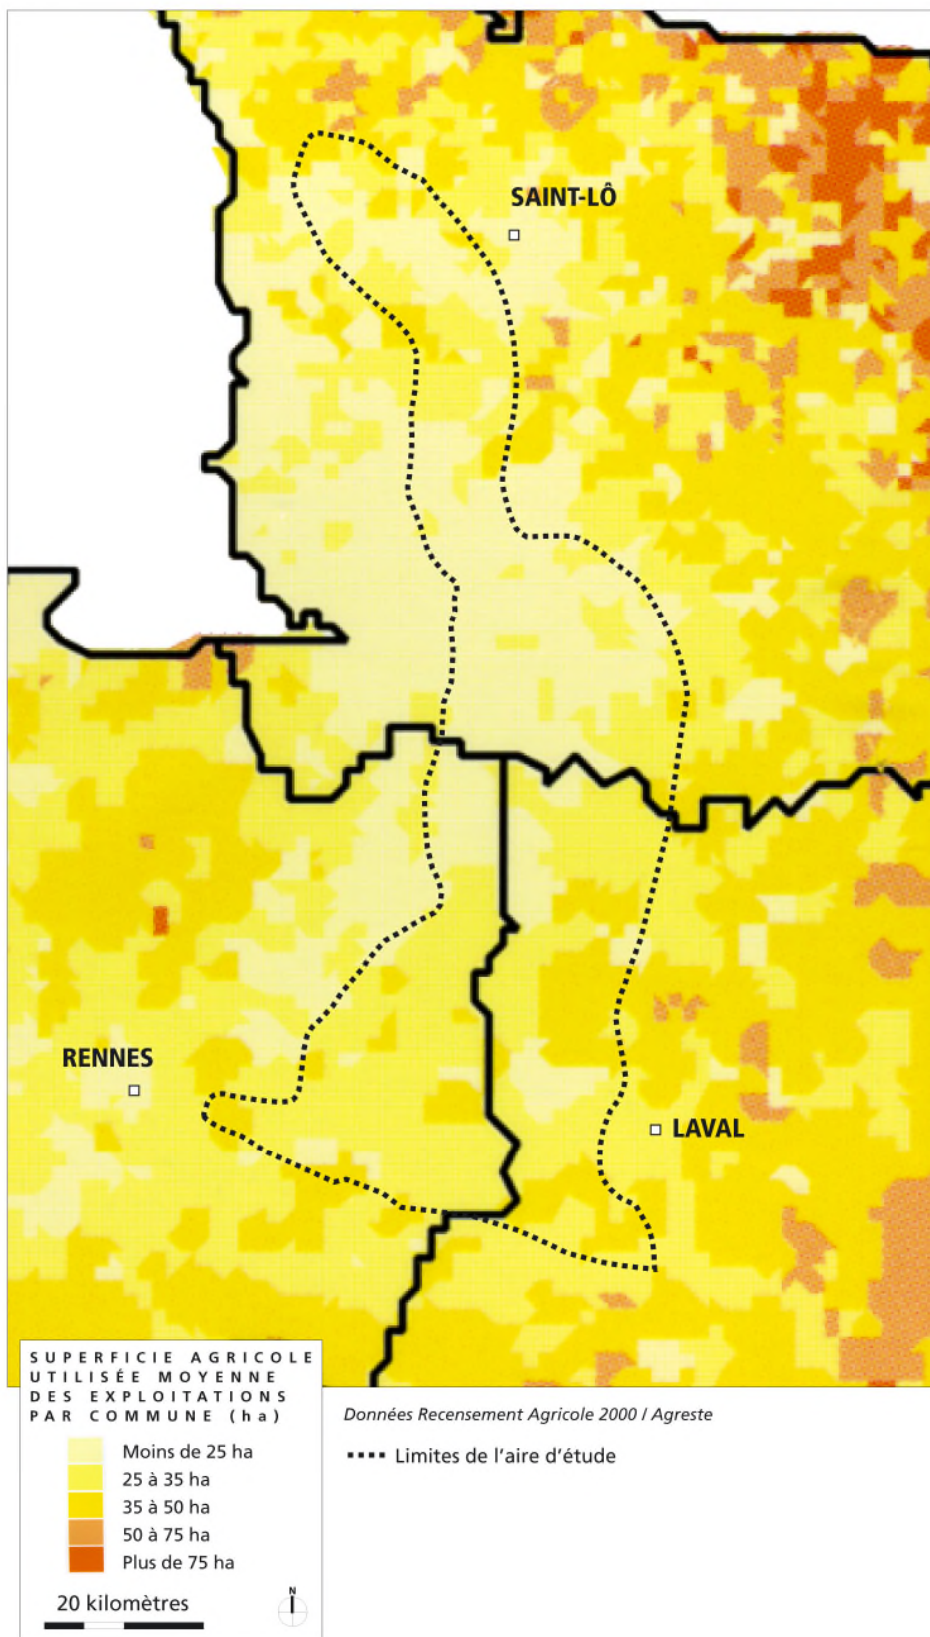 SAINT-LÔ
RENNES
LAVAL
SUPERFICIE AGRICOLE
UTILISÉE MOYENNE
DES EXPLOITATIONS
PAR COMMUNE (ha)
Moins de 25 ha
25 à 35 ha
35 à 50 ha
50 à 75 ha
Plus de 75 ha
20 kilomètres
N
Données Recensement Agricole 2000 / Agreste
Limites de l'aire d'étude